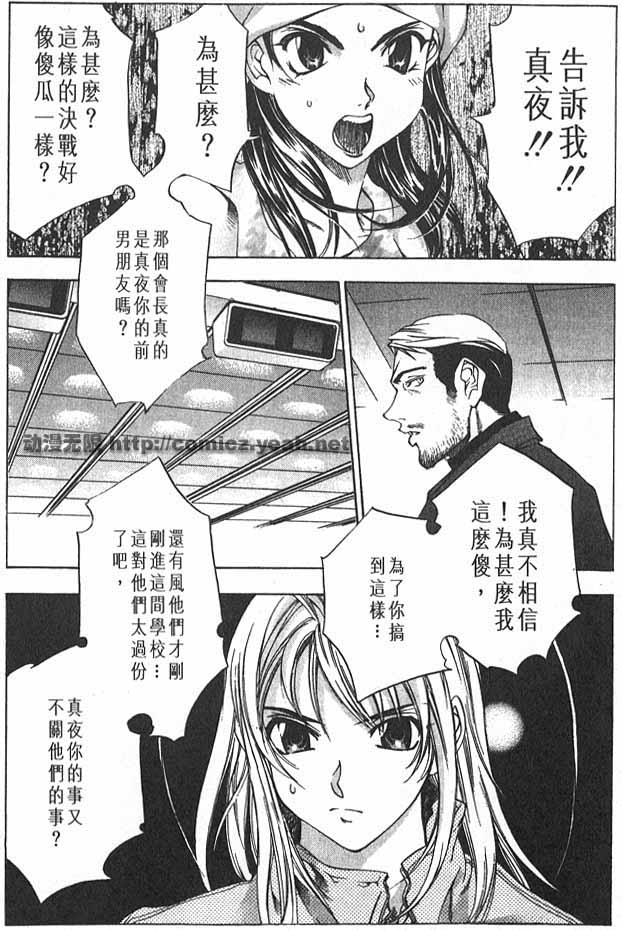 告訴我!!
真夜!!
為甚麼?
為甚麼?
這樣的決戰好
像傻瓜一樣?
那個會長真的
是真夜你的前
男朋友嗎?
动漫无限 http://comicz.yeah.net
我真不相信
!為甚麼我
這麼傻，
為了你搞
到這樣…
還有風他們才剛
剛進這間學校…
這對他們太過份
了吧，
真夜你的事又
不關他們的事?